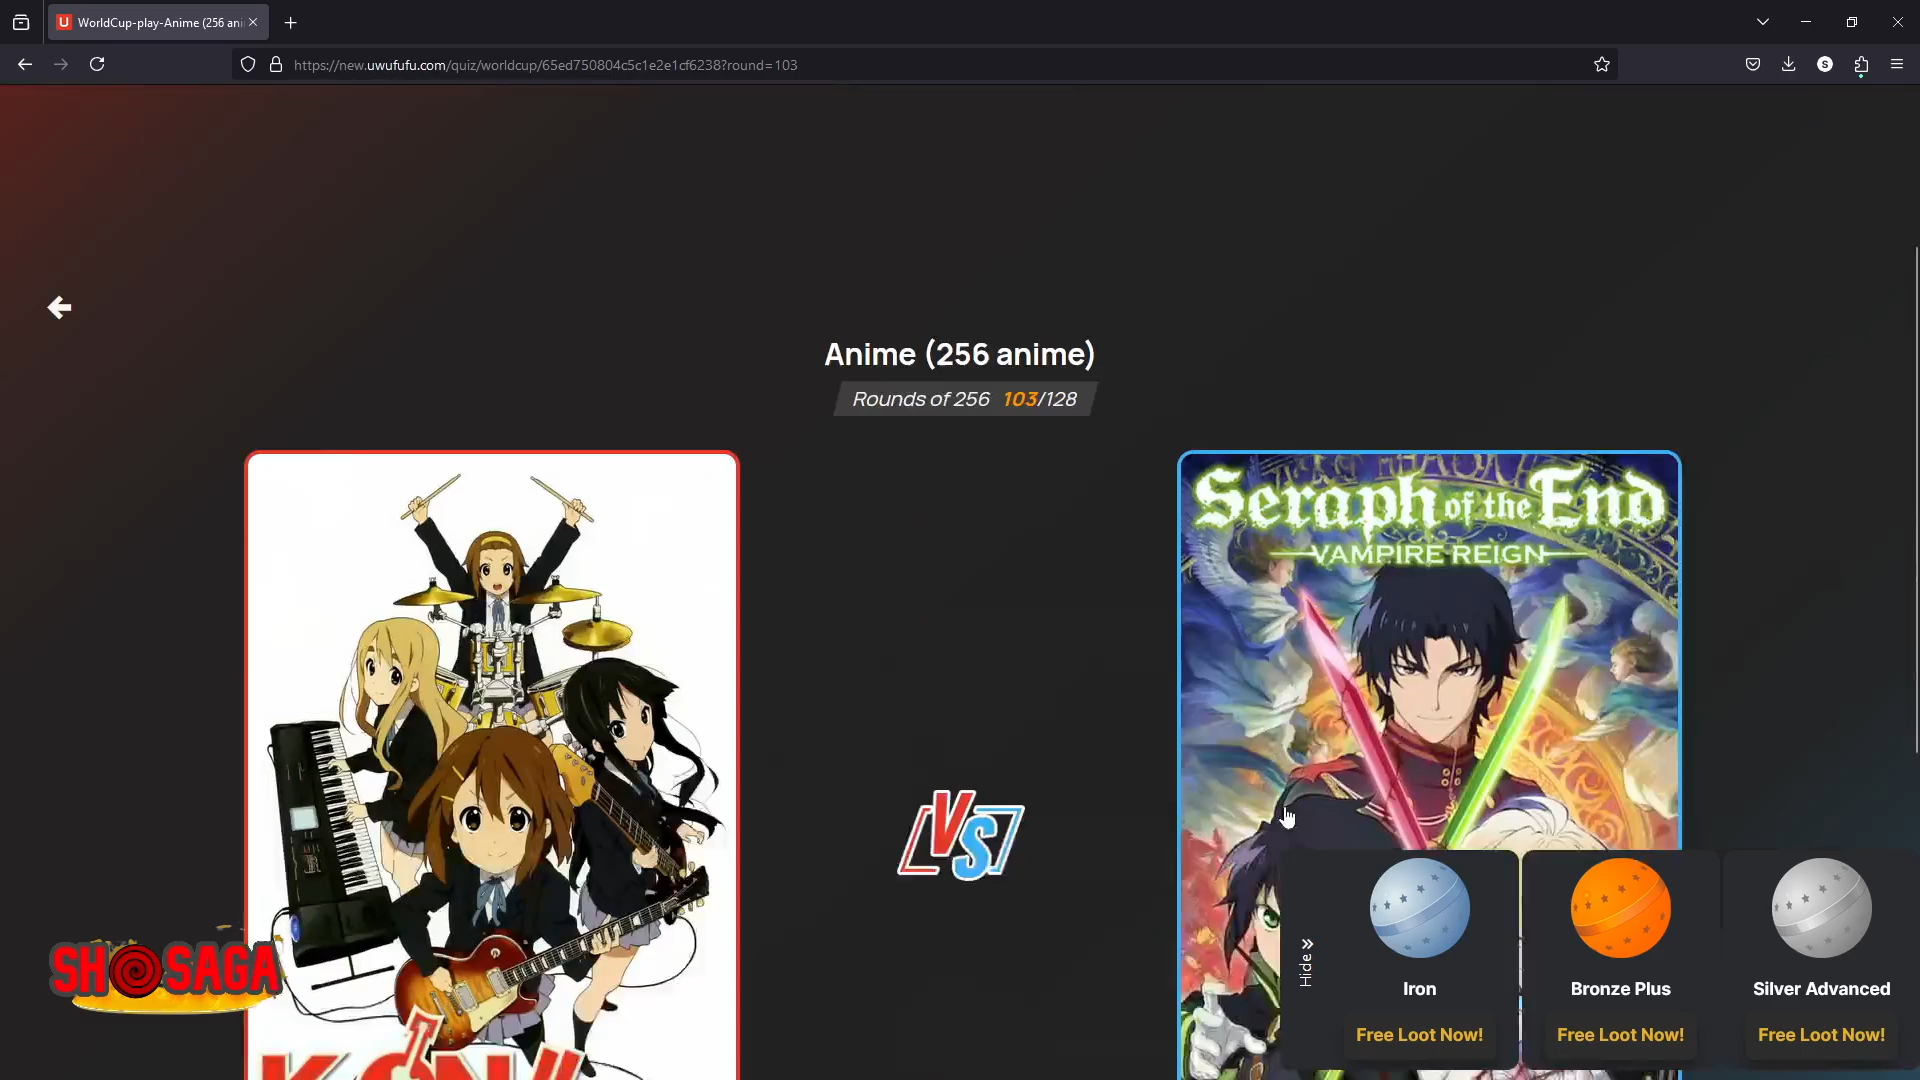 WorldCup-play-Anime (256 ani
https://new.uwufufu.com/quiz/worldcup/65ed750804c5c1e2e1cf6238?round=103
S
Anime (256 anime)
Rounds of 256 103/128
Seraph of the End
VAMPIRE REIGN
VS
K-ON!!
SHOSAGA
Hide
Iron
Bronze Plus
Silver Advanced
Free Loot Now!
Free Loot Now!
Free Loot Now!